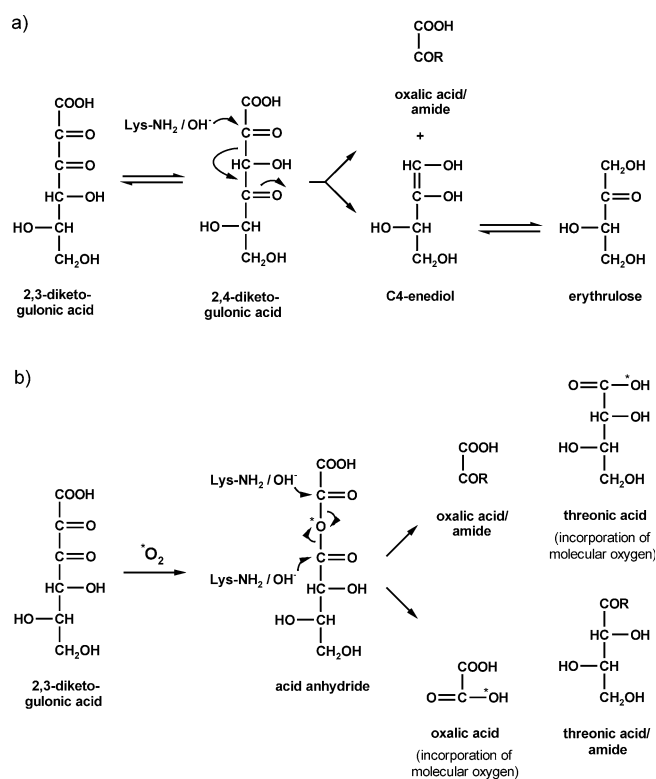 a)
COOH
C=O
C=O
HC-OH
HO-CH
CH2OH
2,3-diketo-
gulonic acid
Lys-NH2 / OH-
COOH
C=O
HC-OH
C=O
HO-CH
CH2OH
2,4-diketo-
gulonic acid
COOH
COR
oxalic acid/
amide
+
CH-OH
C-OH
HO-CH
CH2OH
C4-enediol
CH2OH
C=O
HO-CH
CH2OH
erythrulose
b)
COOH
C=O
C=O
HC-OH
HO-CH
CH2OH
2,3-diketo-
gulonic acid
*O2
Lys-NH2 / OH-
COOH
C=O
*O
Lys-NH2 / OH-
C=O
HC-OH
HO-CH
CH2OH
acid anhydride
COOH
COR
oxalic acid/
amide
O=C-*OH
HC-OH
HO-CH
CH2OH
threonic acid
(incorporation of
molecular oxygen)
COOH
O=C-*OH
oxalic acid
(incorporation of
molecular oxygen)
COR
HC-OH
HO-CH
CH2OH
threonic acid/
amide